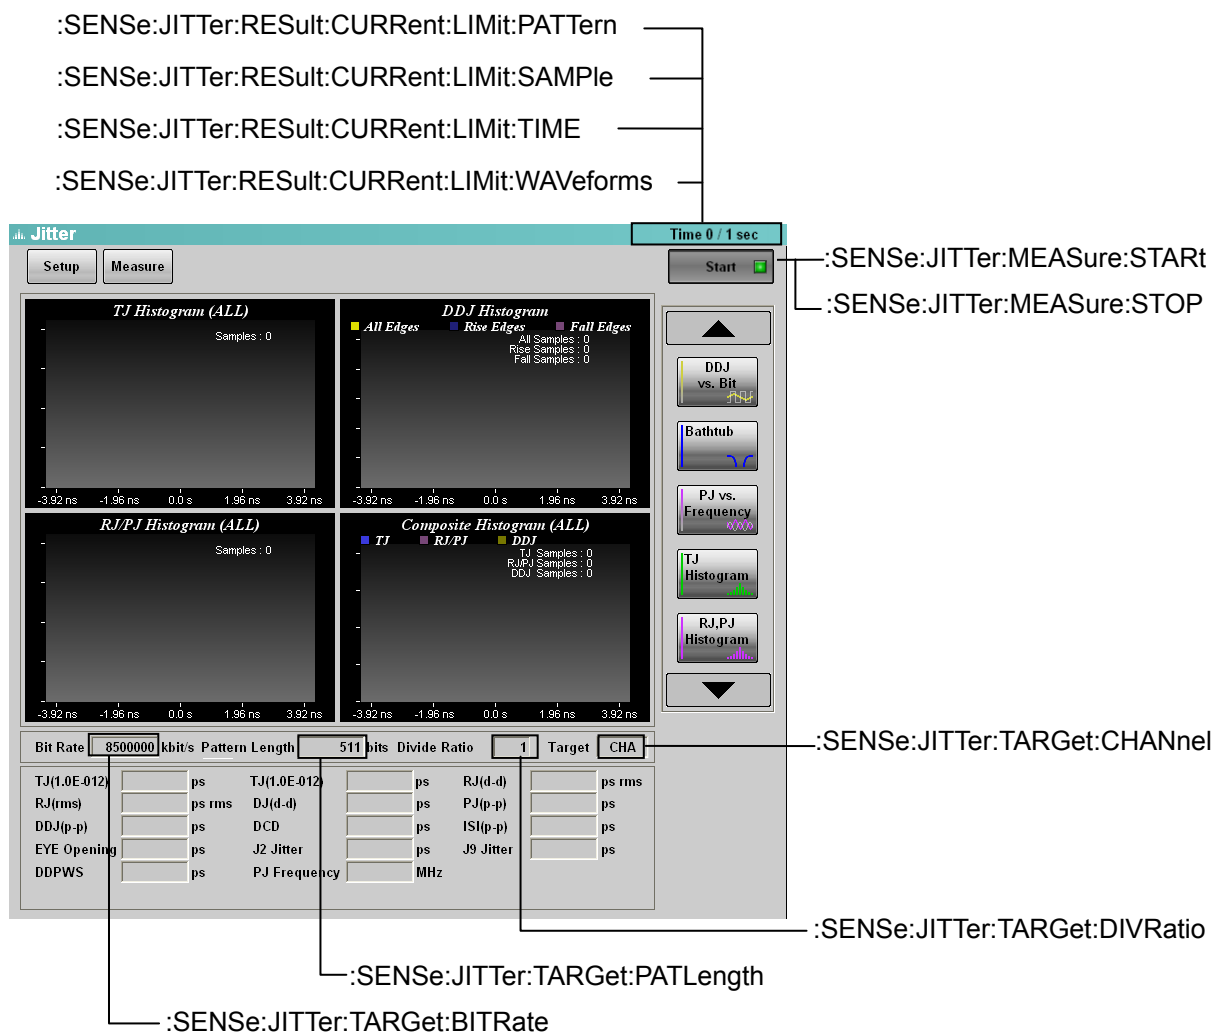 :SENSe:JITTer:RESult:CURRent:LIMit:PATTern
:SENSe:JITTer:RESult:CURRent:LIMit:SAMPle
:SENSe:JITTer:RESult:CURRent:LIMit:TIME
:SENSe:JITTer:RESult:CURRent:LIMit:WAVeforms
Jitter
Time 0 / 1 sec
Setup
Measure
Start
:SENSe:JITTer:MEASure:STARt
:SENSe:JITTer:MEASure:STOP
TJ Histogram (ALL)
Samples : 0
-3.92 ns -1.96 ns 0.0 s 1.96 ns 3.92 ns
DDJ Histogram
All Edges Rise Edges Fall Edges
All Samples : 0
Rise Samples : 0
Fall Samples : 0
-3.92 ns -1.96 ns 0.0 s 1.96 ns 3.92 ns
RJ/PJ Histogram (ALL)
Samples : 0
-3.92 ns -1.96 ns 0.0 s 1.96 ns 3.92 ns
Composite Histogram (ALL)
TJ RJ/PJ DDJ
TJ Samples : 0
RJ/PJ Samples : 0
DDJ Samples : 0
-3.92 ns -1.96 ns 0.0 s 1.96 ns 3.92 ns
DDJ
vs. Bit
Bathtub
PJ vs.
Frequency
TJ
Histogram
RJ,PJ
Histogram
Bit Rate 8500000 kbit/s Pattern Length 511 bits Divide Ratio 1 Target CHA
:SENSe:JITTer:TARGet:CHANnel
TJ(1.0E-012) ps TJ(1.0E-012) ps RJ(d-d) ps rms
RJ(rms) ps rms DJ(d-d) ps PJ(p-p) ps
DDJ(p-p) ps DCD ps ISI(p-p) ps
EYE Opening ps J2 Jitter ps J9 Jitter ps
DDPWS ps PJ Frequency MHz
:SENSe:JITTer:TARGet:DIVRatio
:SENSe:JITTer:TARGet:PATLength
:SENSe:JITTer:TARGet:BITRate